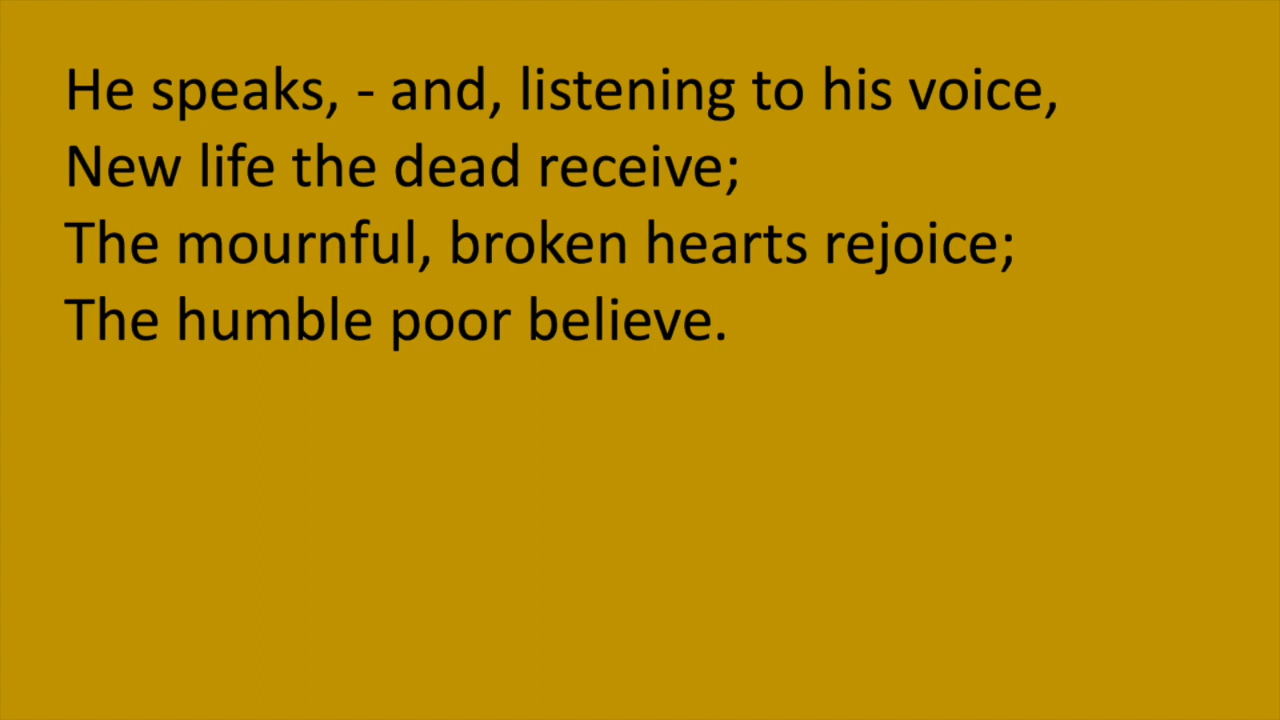 He speaks, - and, listening to his voice,
New life the dead receive;
The mournful, broken hearts rejoice;
The humble poor believe.